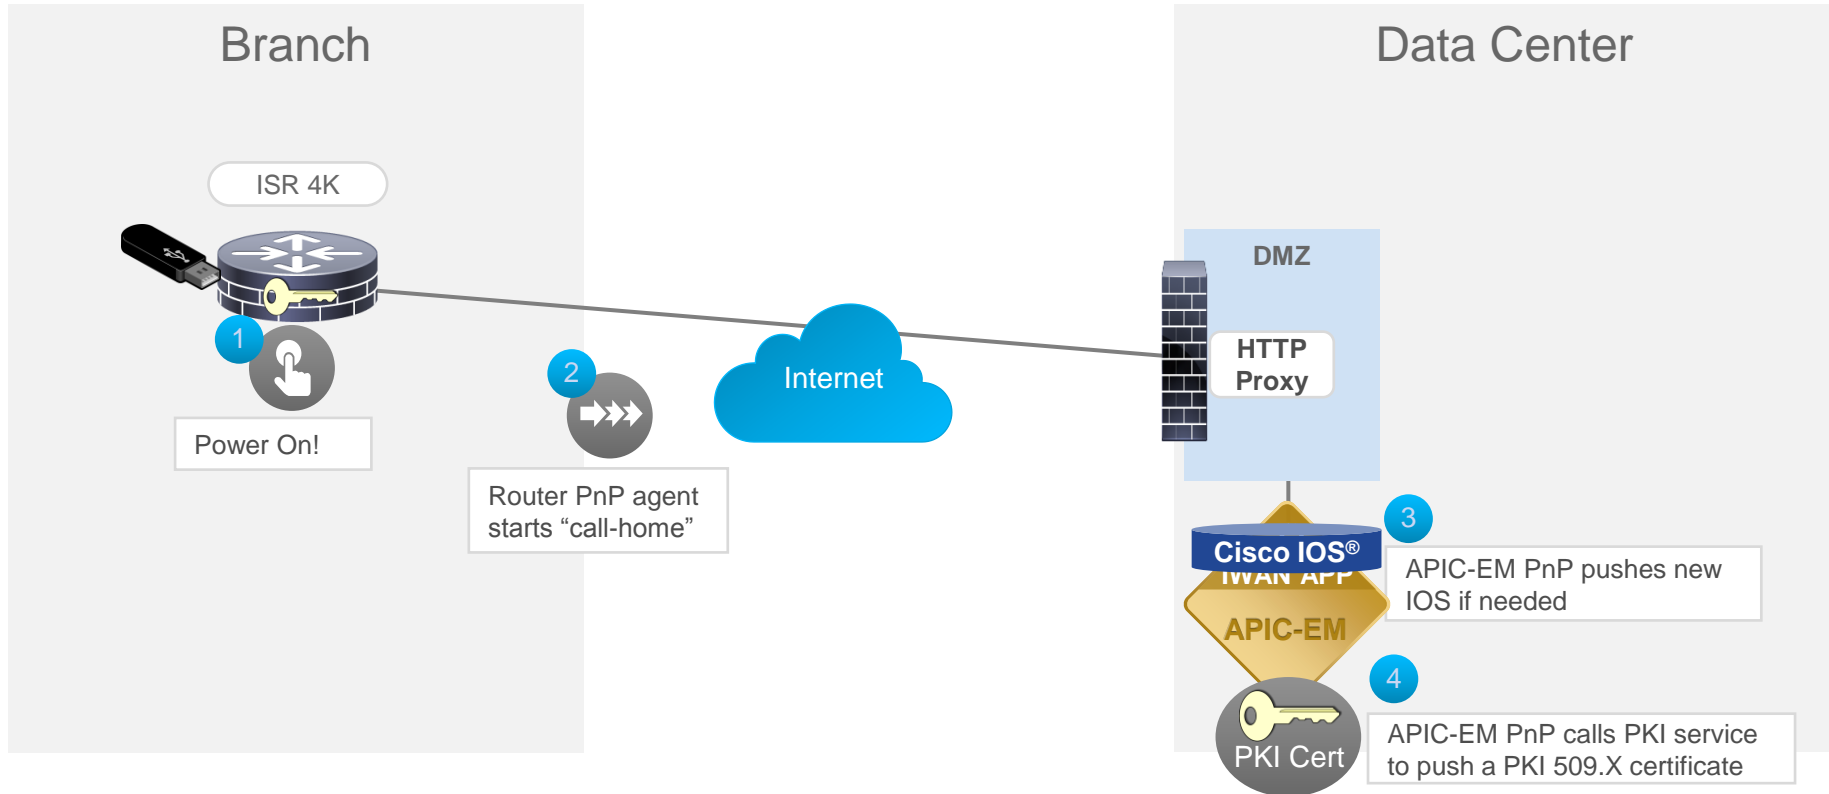 Branch
Data Center
ISR 4K
DMZ
1
HTTP
Proxy
2
Internet
Power On!
Router PnP agent
starts “call-home”
3
Cisco IOS®
IWAN APP
APIC-EM PnP pushes new
IOS if needed
APIC-EM
4
PKI Cert
APIC-EM PnP calls PKI service
to push a PKI 509.X certificate